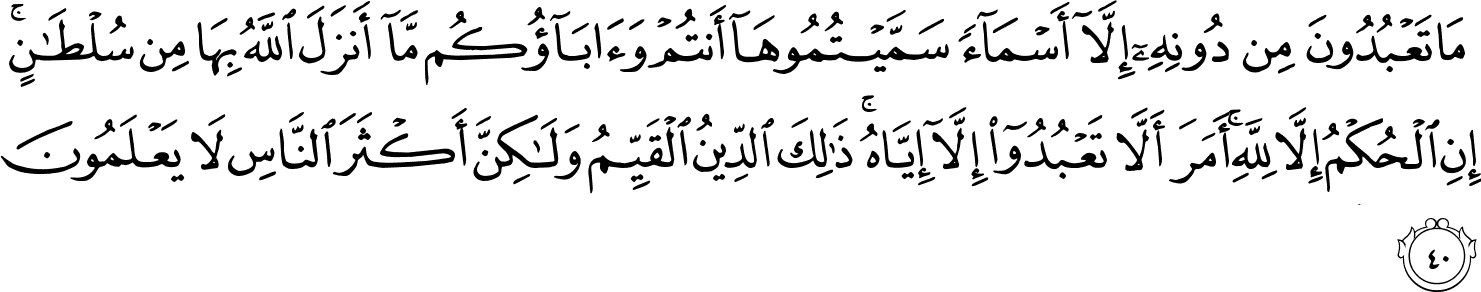 مَا تَعْبُدُونَ مِن دُونِهِۦٓ إِلَّآ أَسْمَآءً سَمَّيْتُمُوهَآ أَنتُمْ وَءَابَآؤُكُم مَّآ أَنزَلَ ٱللَّهُ بِهَا مِن سُلْطَـٰنٍ ۚ
إِنِ ٱلْحُكْمُ إِلَّا لِلَّهِ ۚ أَمَرَ أَلَّا تَعْبُدُوٓا۟ إِلَّآ إِيَّاهُ ۚ ذَٰلِكَ ٱلدِّينُ ٱلْقَيِّمُ وَلَـٰكِنَّ أَكْثَرَ ٱلنَّاسِ لَا يَعْلَمُونَ
٤٠